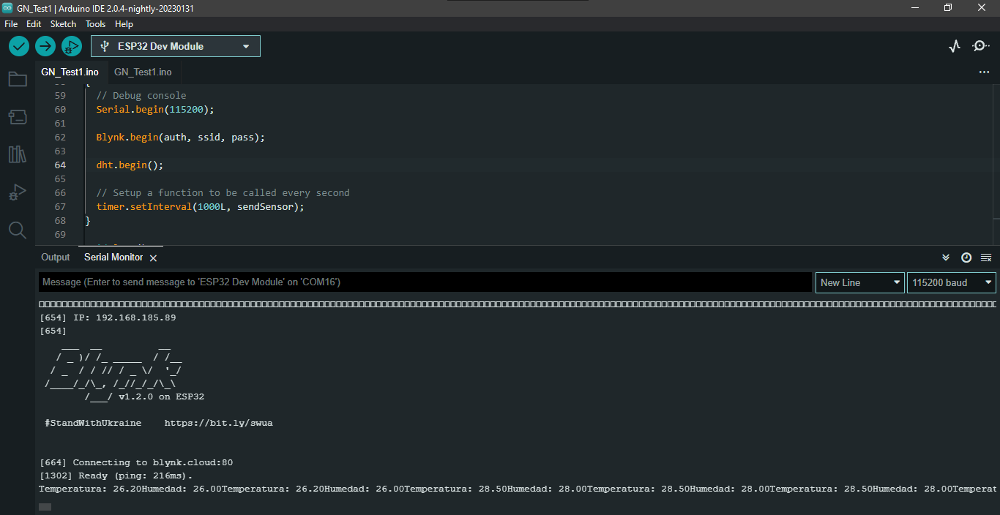 GN_Test1 | Arduino IDE 2.0.4-nightly-20230131
File Edit Sketch Tools Help
ESP32 Dev Module
GN_Test1.ino GN_Test1.ino
59 // Debug console
60 Serial.begin(115200);
61
62 Blynk.begin(auth, ssid, pass);
63
64 dht.begin();
65
66 // Setup a function to be called every second
67 timer.setInterval(1000L, sendSensor);
68 }
69
Output Serial Monitor
Message (Enter to send message to 'ESP32 Dev Module' on 'COM16')
New Line 115200 baud
[654] IP: 192.168.185.89
[654]
    ___  __          __
   / _ )/ /_ _____  / /__
  / _  / / // / _ \/  '_/
 /____/_/\_, /_//_/_/\_\
        /___/ v1.2.0 on ESP32
#StandWithUkraine    https://bit.ly/swua
[664] Connecting to blynk.cloud:80
[1302] Ready (ping: 216ms).
Temperatura: 26.20Humedad: 26.00Temperatura: 26.20Humedad: 26.00Temperatura: 28.50Humedad: 28.00Temperatura: 28.50Humedad: 28.00Temperatura: 28.50Humedad: 28.00Temperat